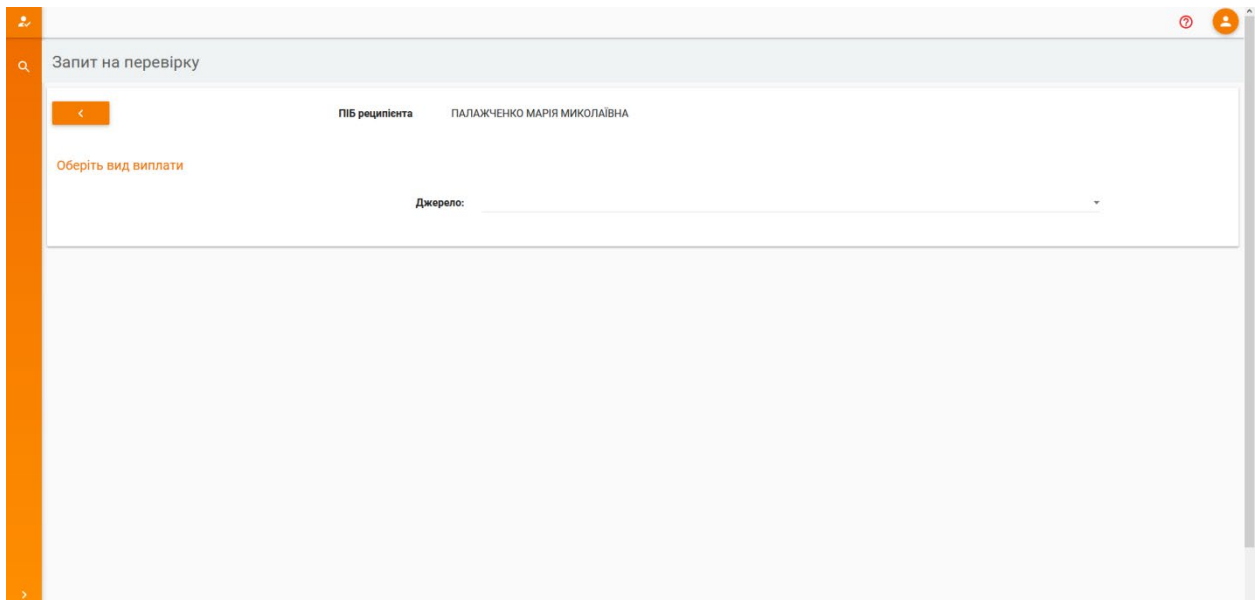 Запит на перевірку
ПІБ реципієнта ПАЛАЖЧЕНКО МАРІЯ МИКОЛАЇВНА
Оберіть вид виплати
Джерело: